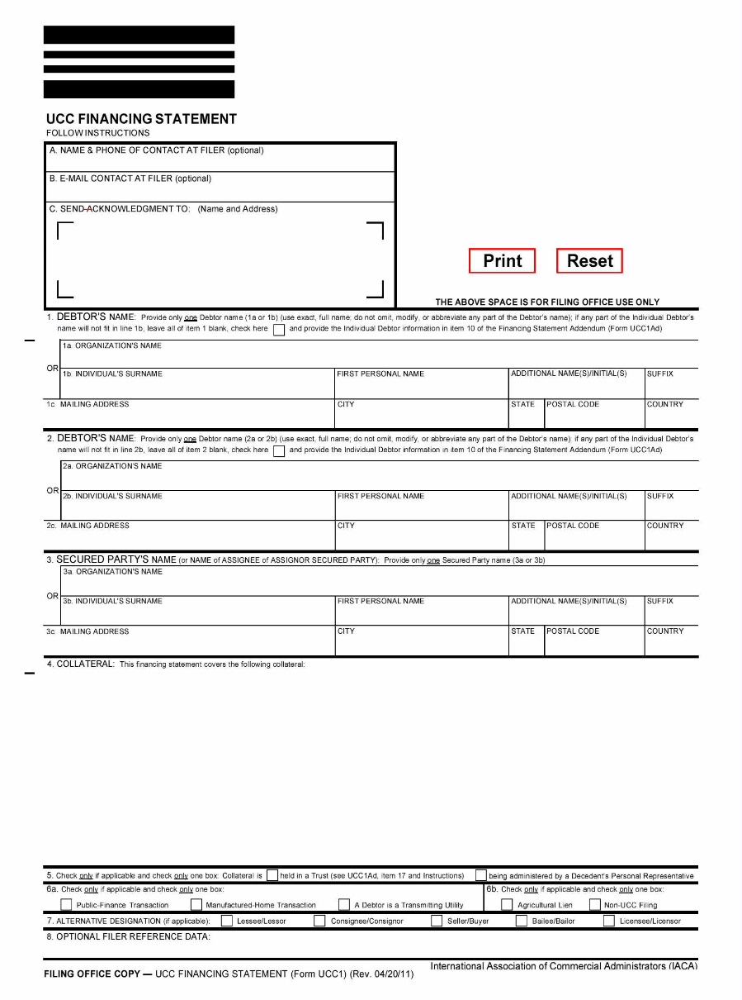 UCC FINANCING STATEMENT
FOLLOW INSTRUCTIONS
A. NAME & PHONE OF CONTACT AT FILER (optional)
B. E-MAIL CONTACT AT FILER (optional)
C. SEND ACKNOWLEDGMENT TO: (Name and Address)
Print Reset
THE ABOVE SPACE IS FOR FILING OFFICE USE ONLY
1. DEBTOR'S NAME: Provide only one Debtor name (1a or 1b) (use exact, full name; do not omit, modify, or abbreviate any part of the Debtor's name); if any part of the Individual Debtor's
name will not fit in line 1b, leave all of item 1 blank, check here and provide the Individual Debtor information in item 10 of the Financing Statement Addendum (Form UCC1Ad)
1a. ORGANIZATION'S NAME
OR
1b. INDIVIDUAL'S SURNAME FIRST PERSONAL NAME ADDITIONAL NAME(S)/INITIAL(S) SUFFIX
1c. MAILING ADDRESS CITY STATE POSTAL CODE COUNTRY
2. DEBTOR'S NAME: Provide only one Debtor name (2a or 2b) (use exact, full name; do not omit, modify, or abbreviate any part of the Debtor's name); if any part of the Individual Debtor's
name will not fit in line 2b, leave all of item 2 blank, check here and provide the Individual Debtor information in item 10 of the Financing Statement Addendum (Form UCC1Ad)
2a. ORGANIZATION'S NAME
OR
2b. INDIVIDUAL'S SURNAME FIRST PERSONAL NAME ADDITIONAL NAME(S)/INITIAL(S) SUFFIX
2c. MAILING ADDRESS CITY STATE POSTAL CODE COUNTRY
3. SECURED PARTY'S NAME (or NAME of ASSIGNEE of ASSIGNOR SECURED PARTY): Provide only one Secured Party name (3a or 3b)
3a. ORGANIZATION'S NAME
OR
3b. INDIVIDUAL'S SURNAME FIRST PERSONAL NAME ADDITIONAL NAME(S)/INITIAL(S) SUFFIX
3c. MAILING ADDRESS CITY STATE POSTAL CODE COUNTRY
4. COLLATERAL: This financing statement covers the following collateral:
5. Check only if applicable and check only one box: Collateral is held in a Trust (see UCC1Ad, item 17 and Instructions) being administered by a Decedent's Personal Representative
6a. Check only if applicable and check only one box: 6b. Check only if applicable and check only one box:
Public-Finance Transaction Manufactured-Home Transaction A Debtor is a Transmitting Utility Agricultural Lien Non-UCC Filing
7. ALTERNATIVE DESIGNATION (if applicable): Lessee/Lessor Consignee/Consignor Seller/Buyer Bailee/Bailor Licensee/Licensor
8. OPTIONAL FILER REFERENCE DATA:
International Association of Commercial Administrators (IACA)
FILING OFFICE COPY — UCC FINANCING STATEMENT (Form UCC1) (Rev. 04/20/11)